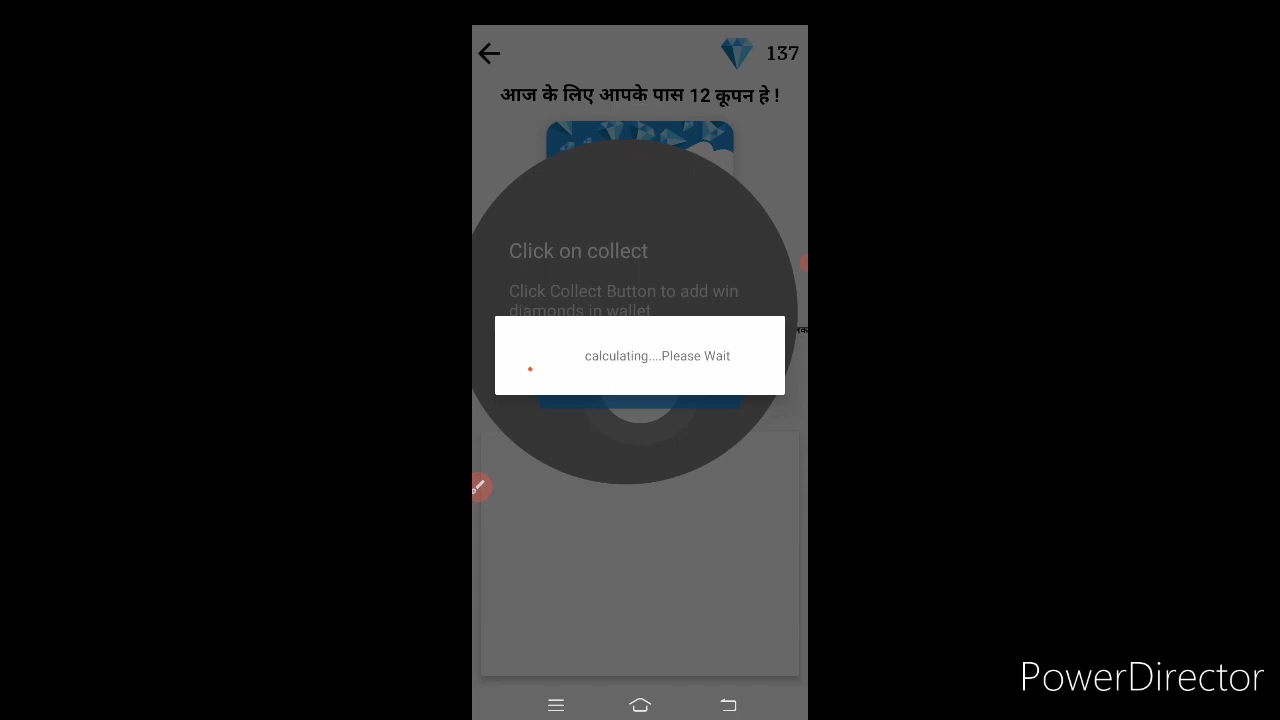 137
आज के लिए आपके पास 12 कूपन हे !
Click on collect
Click Collect Button to add win
diamonds in wallet
calculating....Please Wait
PowerDirector